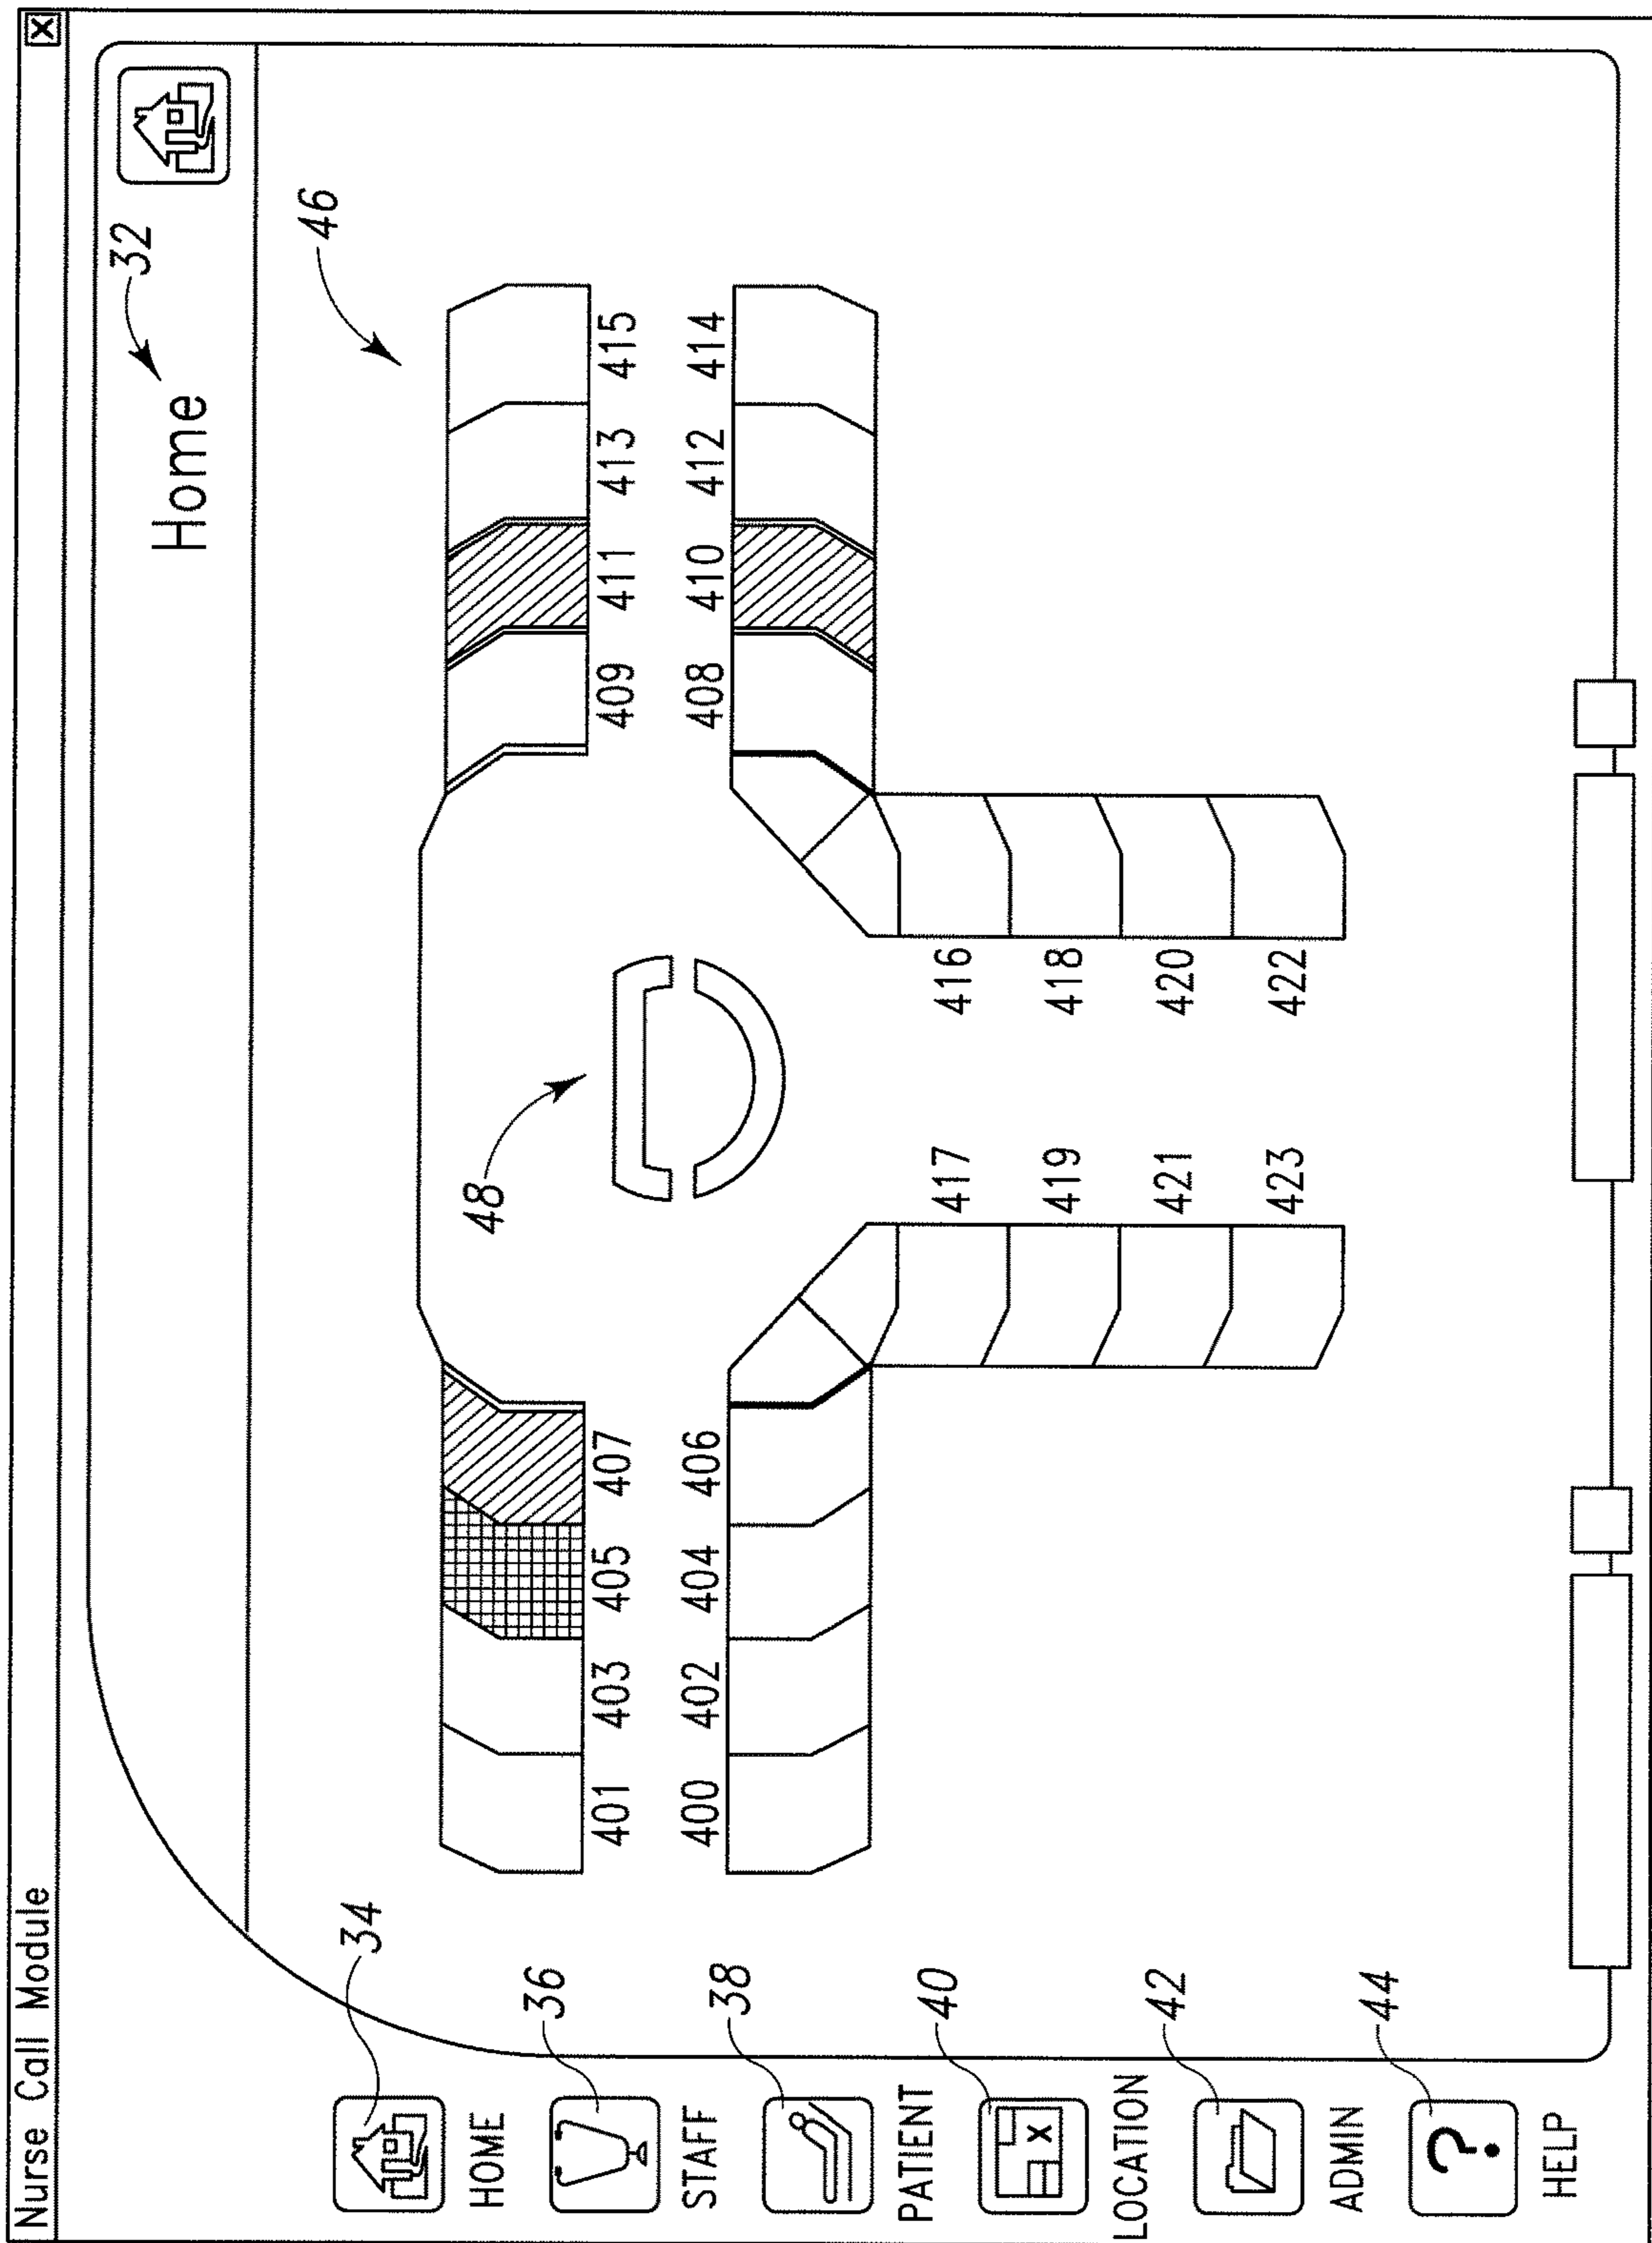 Nurse Call Module
X
Home
32
34
HOME
36
STAFF
38
PATIENT
40
X
LOCATION
42
ADMIN
44
?
HELP
46
48
401 403 405 407 409 411 413 415
400 402 404 406 408 410 412 414
417 416
419 418
421 420
423 422